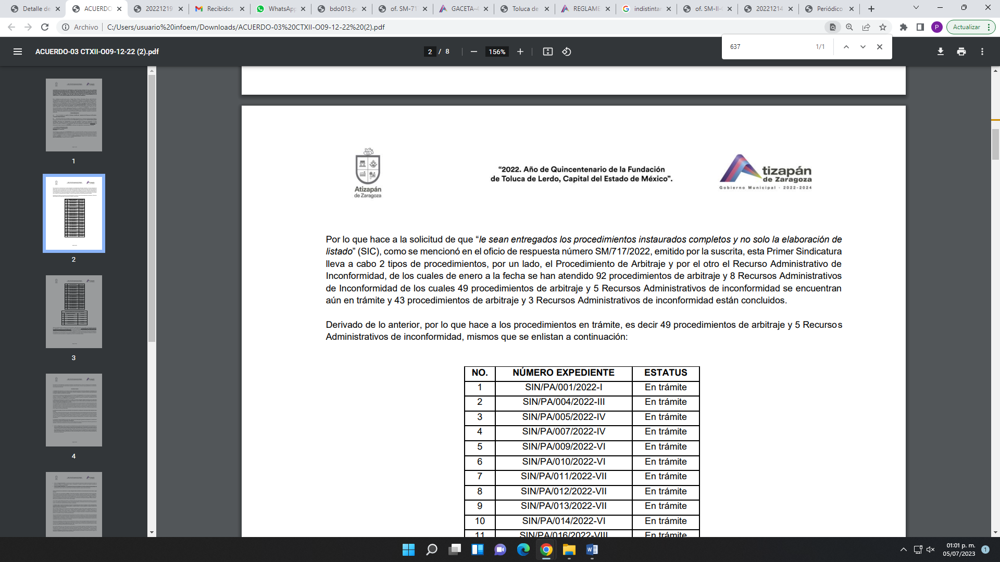 Detalle de
ACUERDO
20221219
Recibidos
WhatsApp
bdo013.p
of. SM-71
GACETA-4
Toluca de
REGLAME
indistinta
of. SM-II-
20221214
Periódico
Archivo
C:/Users/usuario%20infoem/Downloads/ACUERDO-03%20CTXII-O09-12-22%20(2).pdf
P
Actualizar
ACUERDO-03 CTXII-O09-12-22 (2).pdf
2 / 8
156%
637
1/1
1
2
3
4
Atizapán
de Zaragoza
“2022. Año de Quincentenario de la Fundación
de Toluca de Lerdo, Capital del Estado de México”.
tizapán
de Zaragoza
Gobierno Municipal - 2022-2024
Por lo que hace a la solicitud de que “le sean entregados los procedimientos instaurados completos y no solo la elaboración de
listado” (SIC), como se mencionó en el oficio de respuesta número SM/717/2022, emitido por la suscrita, esta Primer Sindicatura
lleva a cabo 2 tipos de procedimientos, por un lado, el Procedimiento de Arbitraje y por el otro el Recurso Administrativo de
Inconformidad, de los cuales de enero a la fecha se han atendido 92 procedimientos de arbitraje y 8 Recursos Administrativos
de Inconformidad de los cuales 49 procedimientos de arbitraje y 5 Recursos Administrativos de inconformidad se encuentran
aún en trámite y 43 procedimientos de arbitraje y 3 Recursos Administrativos de inconformidad están concluidos.
Derivado de lo anterior, por lo que hace a los procedimientos en trámite, es decir 49 procedimientos de arbitraje y 5 Recursos
Administrativos de inconformidad, mismos que se enlistan a continuación:
NO. NÚMERO EXPEDIENTE ESTATUS
1 SIN/PA/001/2022-I En trámite
2 SIN/PA/004/2022-III En trámite
3 SIN/PA/005/2022-IV En trámite
4 SIN/PA/007/2022-IV En trámite
5 SIN/PA/009/2022-VI En trámite
6 SIN/PA/010/2022-VI En trámite
7 SIN/PA/011/2022-VII En trámite
8 SIN/PA/012/2022-VII En trámite
9 SIN/PA/013/2022-VII En trámite
10 SIN/PA/014/2022-VI En trámite
11 SIN/PA/016/2022-VIII En trámite
01:01 p. m.
05/07/2023
1